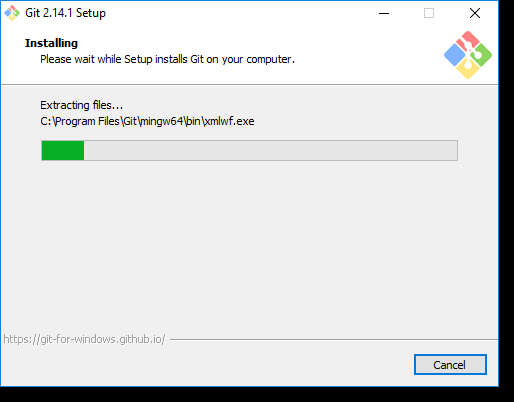 Git 2.14.1 Setup
Installing
Please wait while Setup installs Git on your computer.
Extracting files...
C:\Program Files\Git\mingw64\bin\xmlwf.exe
https://git-for-windows.github.io/
Cancel